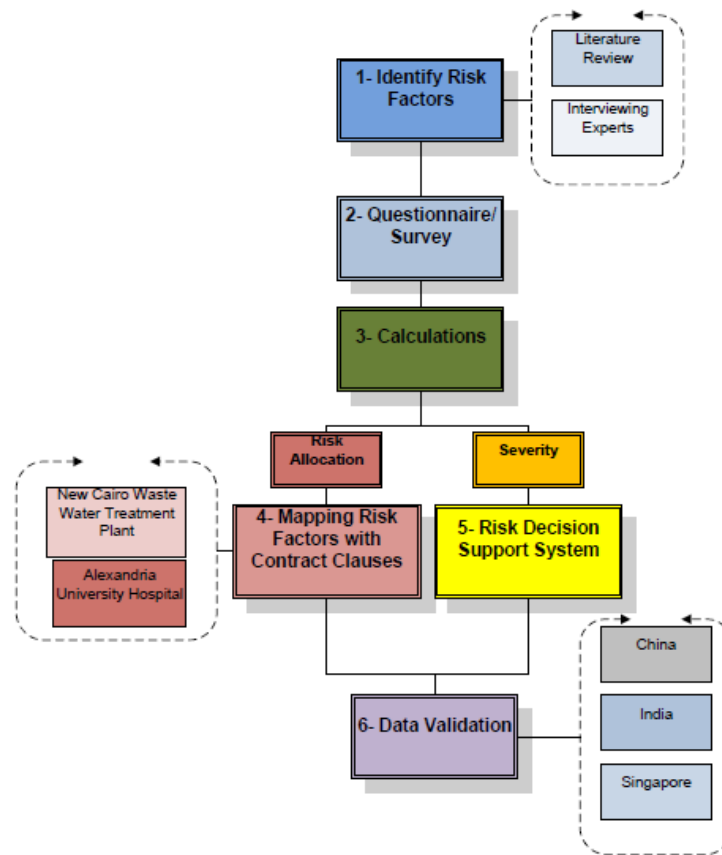 Literature
Review
1- Identify Risk
Factors
Interviewing
Experts
2- Questionnaire/
Survey
3- Calculations
Risk
Allocation
Severity
New Cairo Waste
Water Treatment
Plant
4- Mapping Risk
Factors with
Contract Clauses
5- Risk Decision
Support System
Alexandria
University Hospital
China
6- Data Validation
India
Singapore